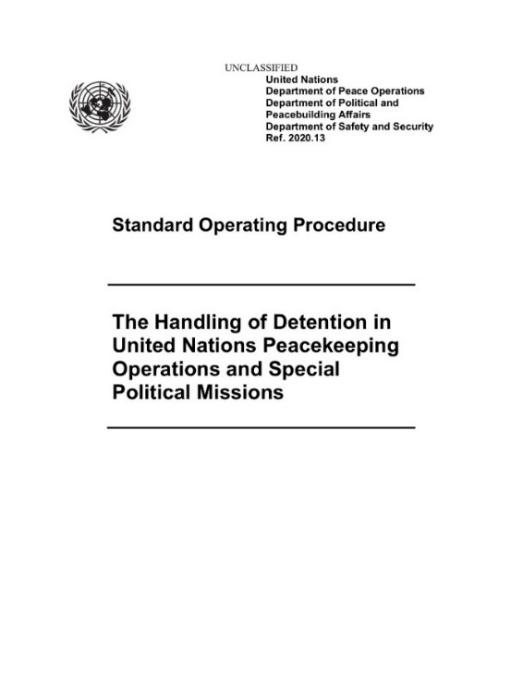 UNCLASSIFIED
United Nations
Department of Peace Operations
Department of Political and
Peacebuilding Affairs
Department of Safety and Security
Ref. 2020.13
Standard Operating Procedure
The Handling of Detention in
United Nations Peacekeeping
Operations and Special
Political Missions